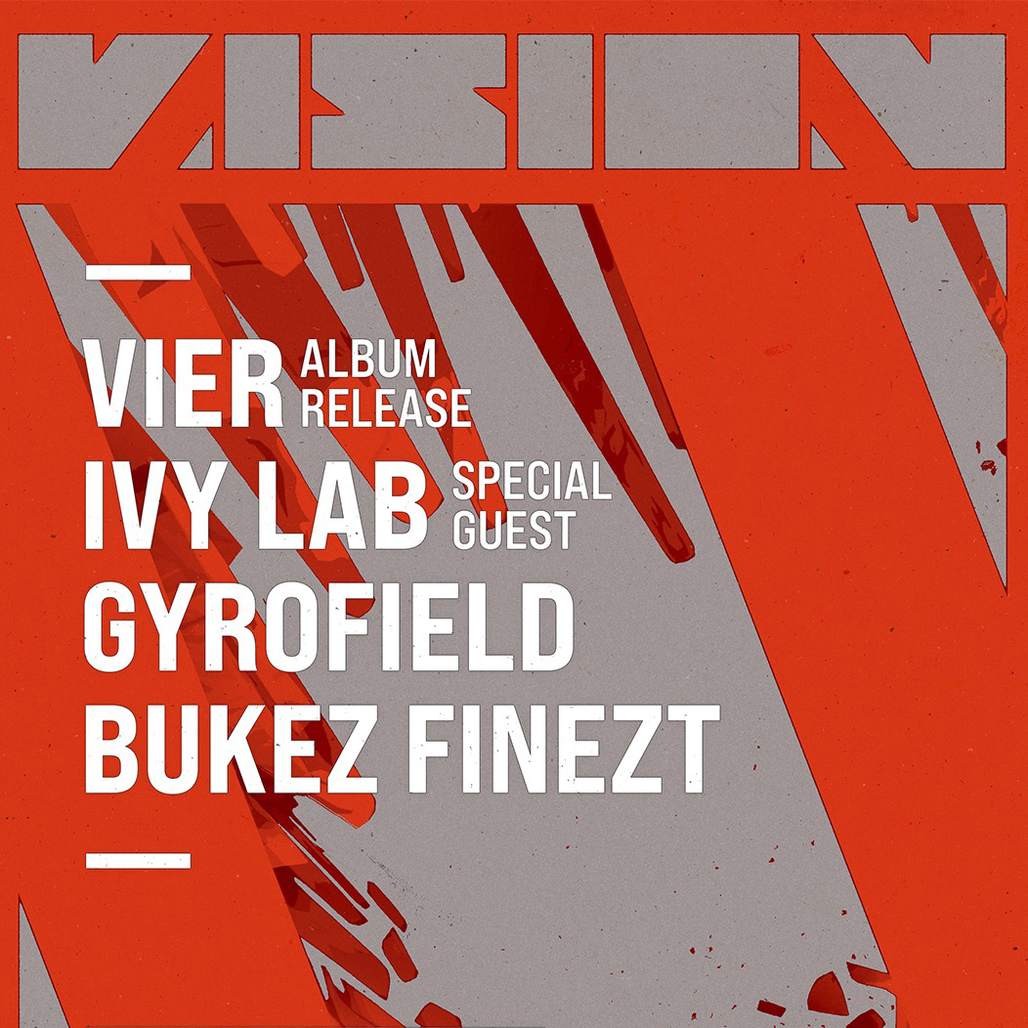 VISION
VIER ALBUM RELEASE
IVY LAB SPECIAL GUEST
GYROFIELD
BUKEZ FINEZT